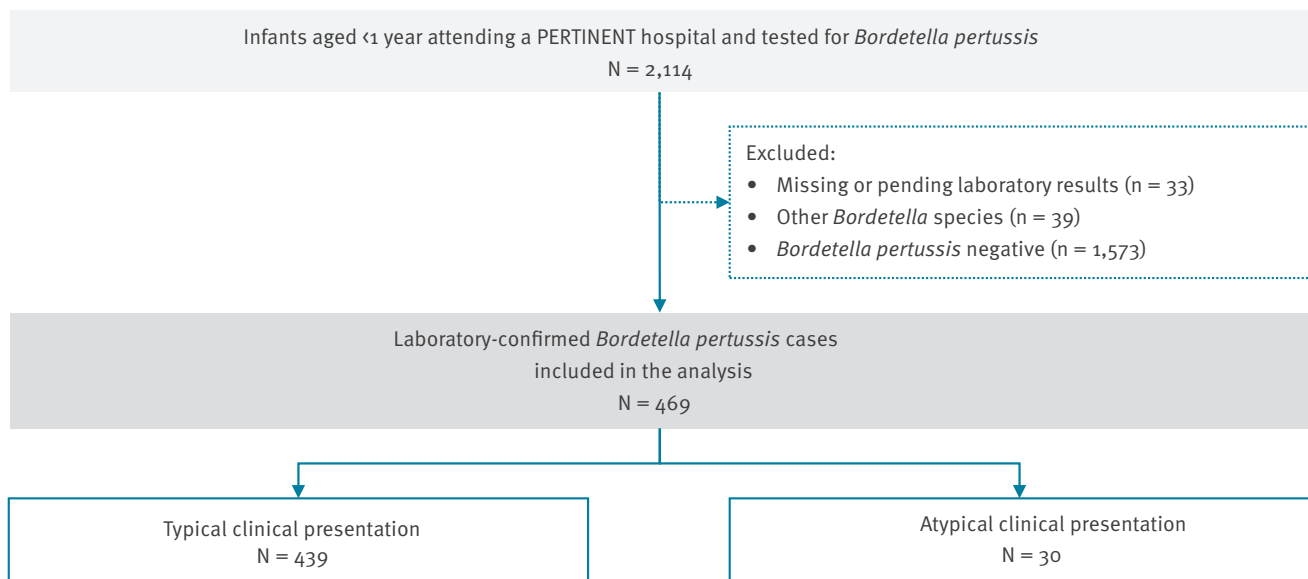 Infants aged <1 year attending a PERTINENT hospital and tested for Bordetella pertussis
N = 2,114
Excluded:
• Missing or pending laboratory results (n = 33)
• Other Bordetella species (n = 39)
• Bordetella pertussis negative (n = 1,573)
Laboratory-confirmed Bordetella pertussis cases
included in the analysis
N = 469
Typical clinical presentation
N = 439
Atypical clinical presentation
N = 30